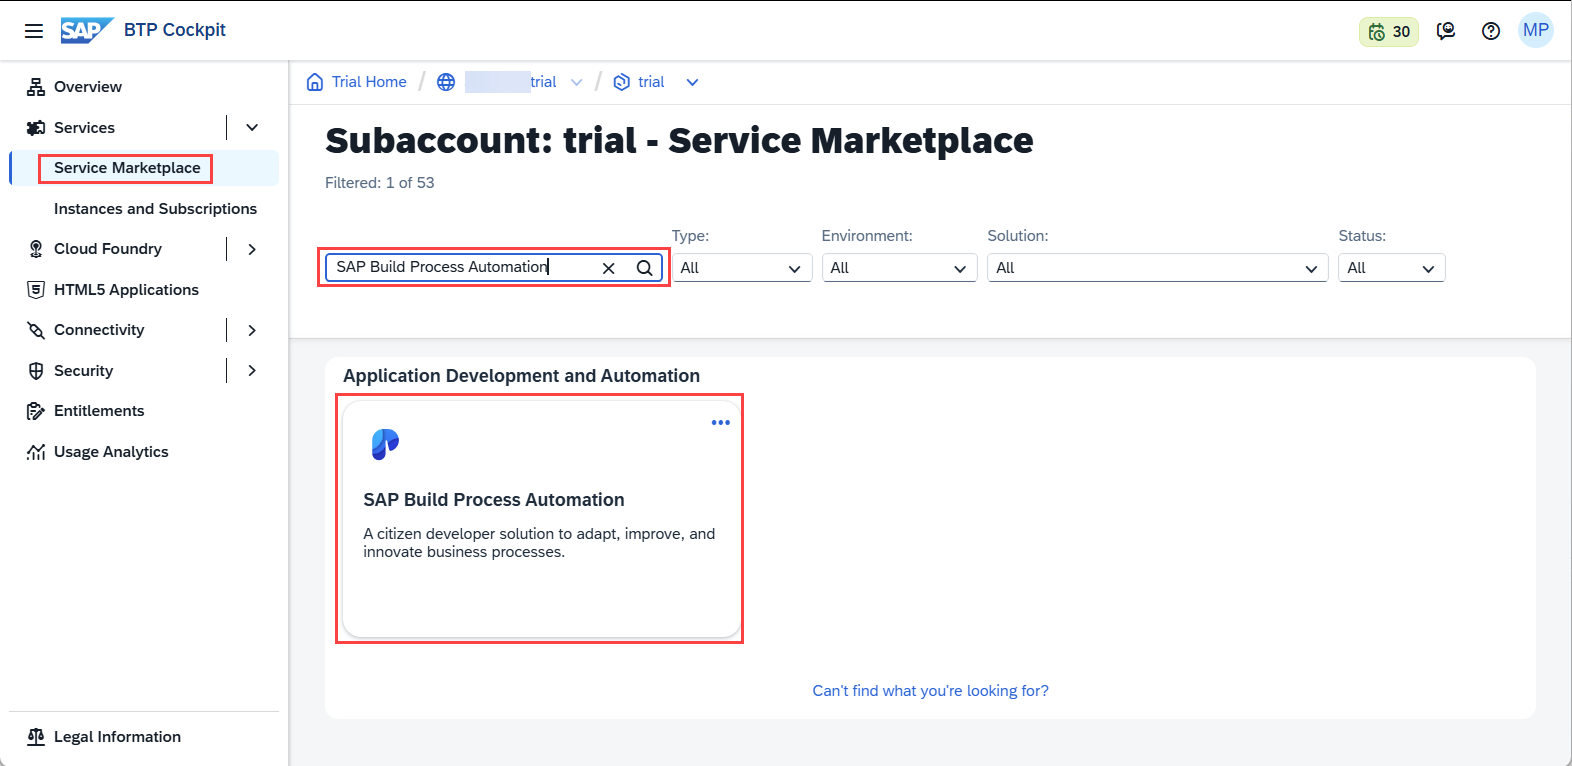 SAP BTP Cockpit
30
MP
Overview
Services
Service Marketplace
Instances and Subscriptions
Cloud Foundry
HTML5 Applications
Connectivity
Security
Entitlements
Usage Analytics
Legal Information
Trial Home / trial / trial
Subaccount: trial - Service Marketplace
Filtered: 1 of 53
Type: Environment: Solution: Status:
SAP Build Process Automation All All All All
Application Development and Automation
SAP Build Process Automation
A citizen developer solution to adapt, improve, and
innovate business processes.
Can't find what you're looking for?